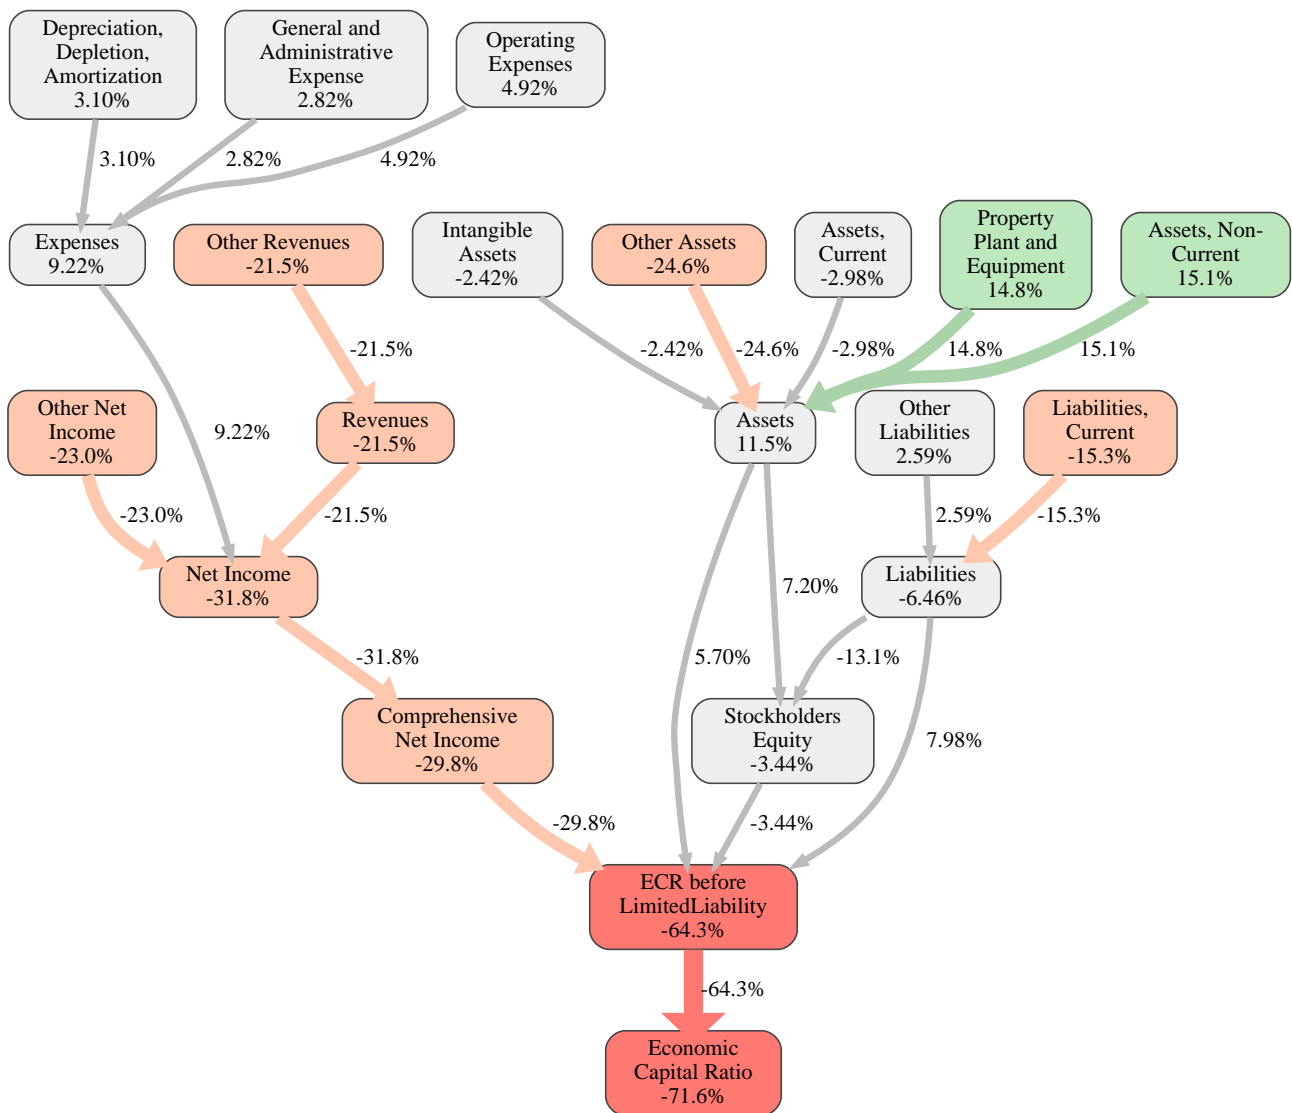 Depreciation,
Depletion,
Amortization
3.10%
General and
Administrative
Expense
2.82%
Operating
Expenses
4.92%
3.10%
2.82%
4.92%
Expenses
9.22%
Other Revenues
-21.5%
Intangible
Assets
-2.42%
Other Assets
-24.6%
Assets,
Current
-2.98%
Property
Plant and
Equipment
14.8%
Assets, Non-
Current
15.1%
-21.5%
-2.42%
-24.6%
-2.98%
14.8%
15.1%
Other Net
Income
-23.0%
9.22%
Revenues
-21.5%
Assets
11.5%
Other
Liabilities
2.59%
Liabilities,
Current
-15.3%
-23.0%
-21.5%
2.59%
-15.3%
Net Income
-31.8%
7.20%
Liabilities
-6.46%
-31.8%
5.70%
-13.1%
Comprehensive
Net Income
-29.8%
Stockholders
Equity
-3.44%
7.98%
-29.8%
-3.44%
ECR before
LimitedLiability
-64.3%
-64.3%
Economic
Capital Ratio
-71.6%